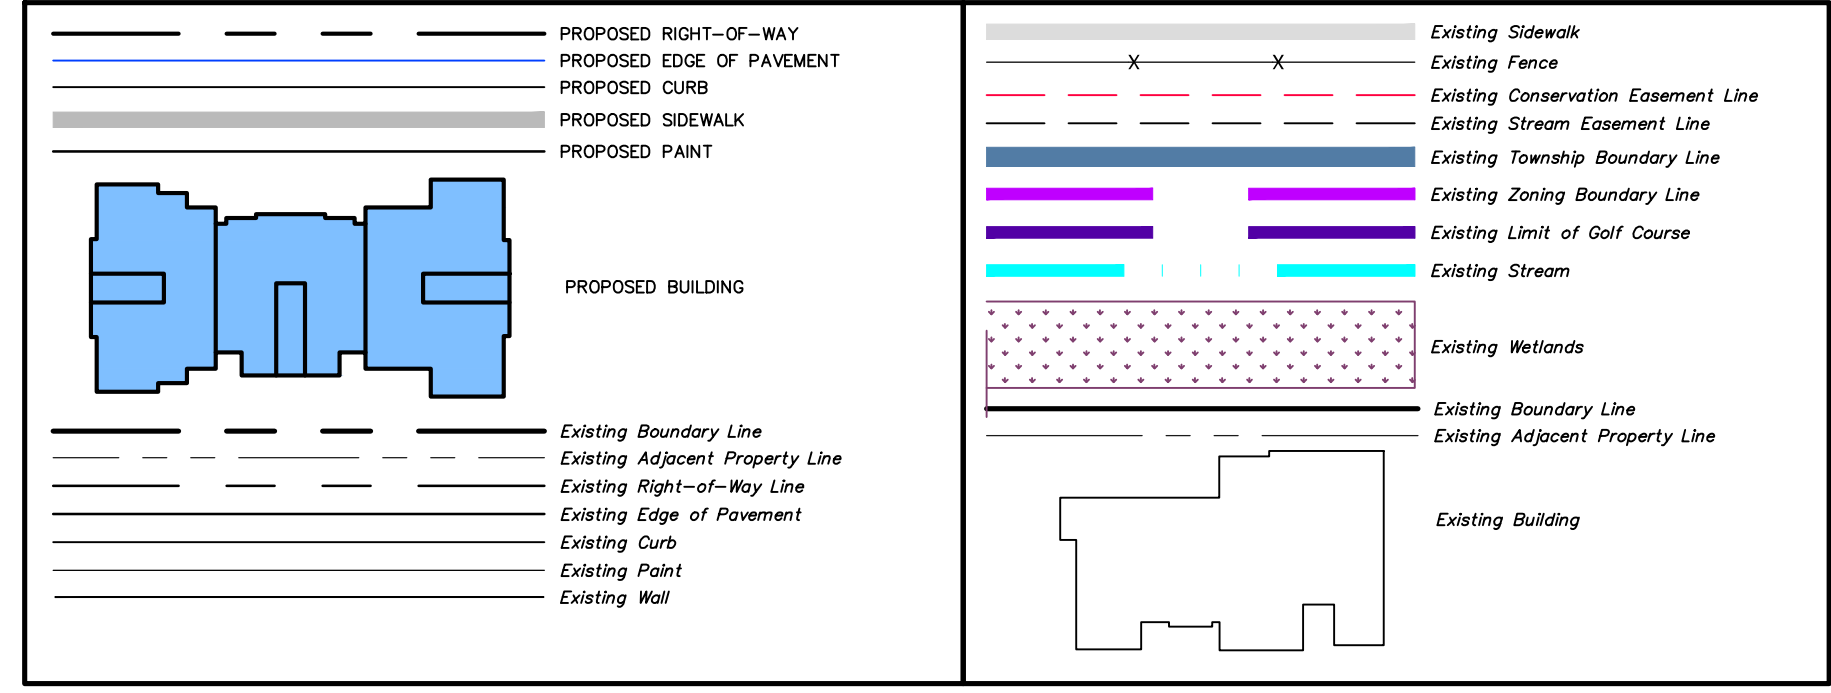 PROPOSED RIGHT-OF-WAY
PROPOSED EDGE OF PAVEMENT
PROPOSED CURB
PROPOSED SIDEWALK
PROPOSED PAINT
PROPOSED BUILDING
Existing Boundary Line
Existing Adjacent Property Line
Existing Right-of-Way Line
Existing Edge of Pavement
Existing Curb
Existing Paint
Existing Wall
Existing Sidewalk
X X
Existing Fence
Existing Conservation Easement Line
Existing Stream Easement Line
Existing Township Boundary Line
Existing Zoning Boundary Line
Existing Limit of Golf Course
Existing Stream
Existing Wetlands
Existing Boundary Line
Existing Adjacent Property Line
Existing Building